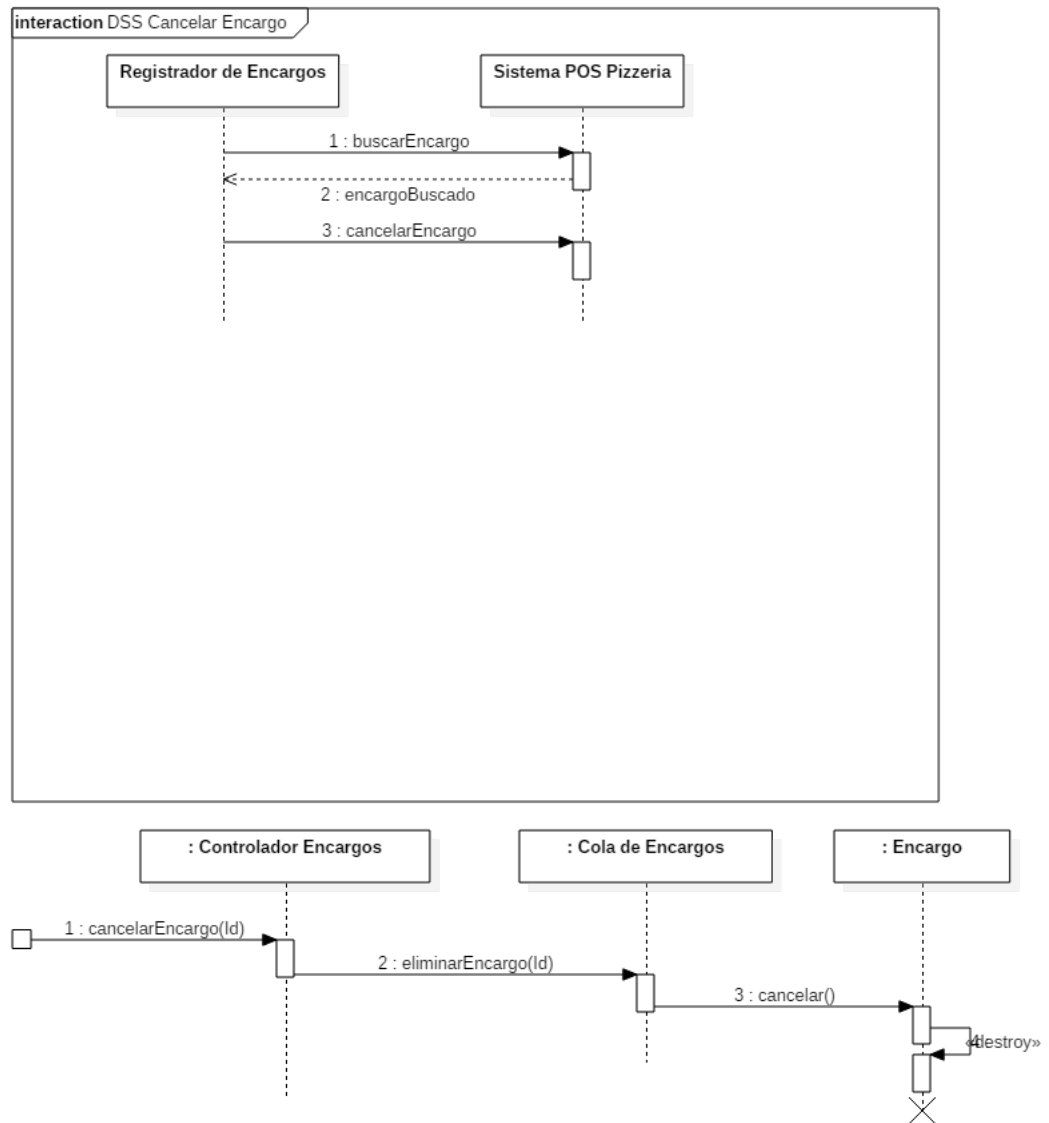 interaction DSS Cancelar Encargo
Registrador de Encargos
Sistema POS Pizzeria
1 : buscarEncargo
2 : encargoBuscado
3 : cancelarEncargo
: Controlador Encargos
: Cola de Encargos
: Encargo
1 : cancelarEncargo(Id)
2 : eliminarEncargo(Id)
3 : cancelar()
4 «destroy»